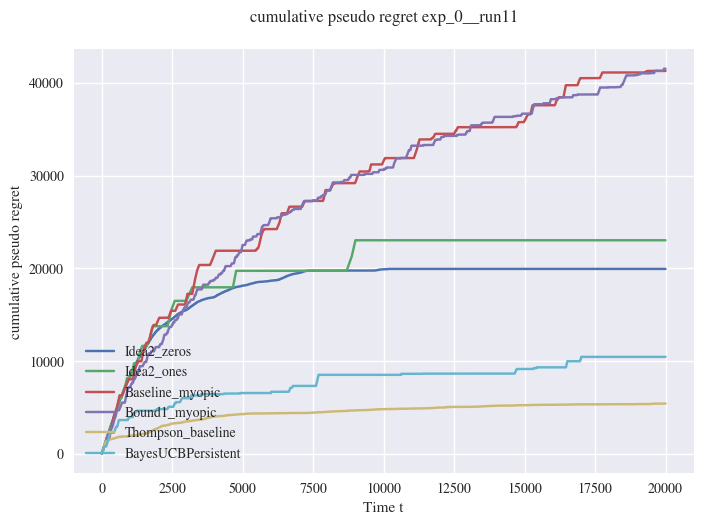 cumulative pseudo regret exp_0__run11
40000
30000
20000
10000
0
cumulative pseudo regret
Idea2_zeros
Idea2_ones
Baseline_myopic
Bound1_myopic
Thompson_baseline
BayesUCBPersistent
0 2500 5000 7500 10000 12500 15000 17500 20000
Time t